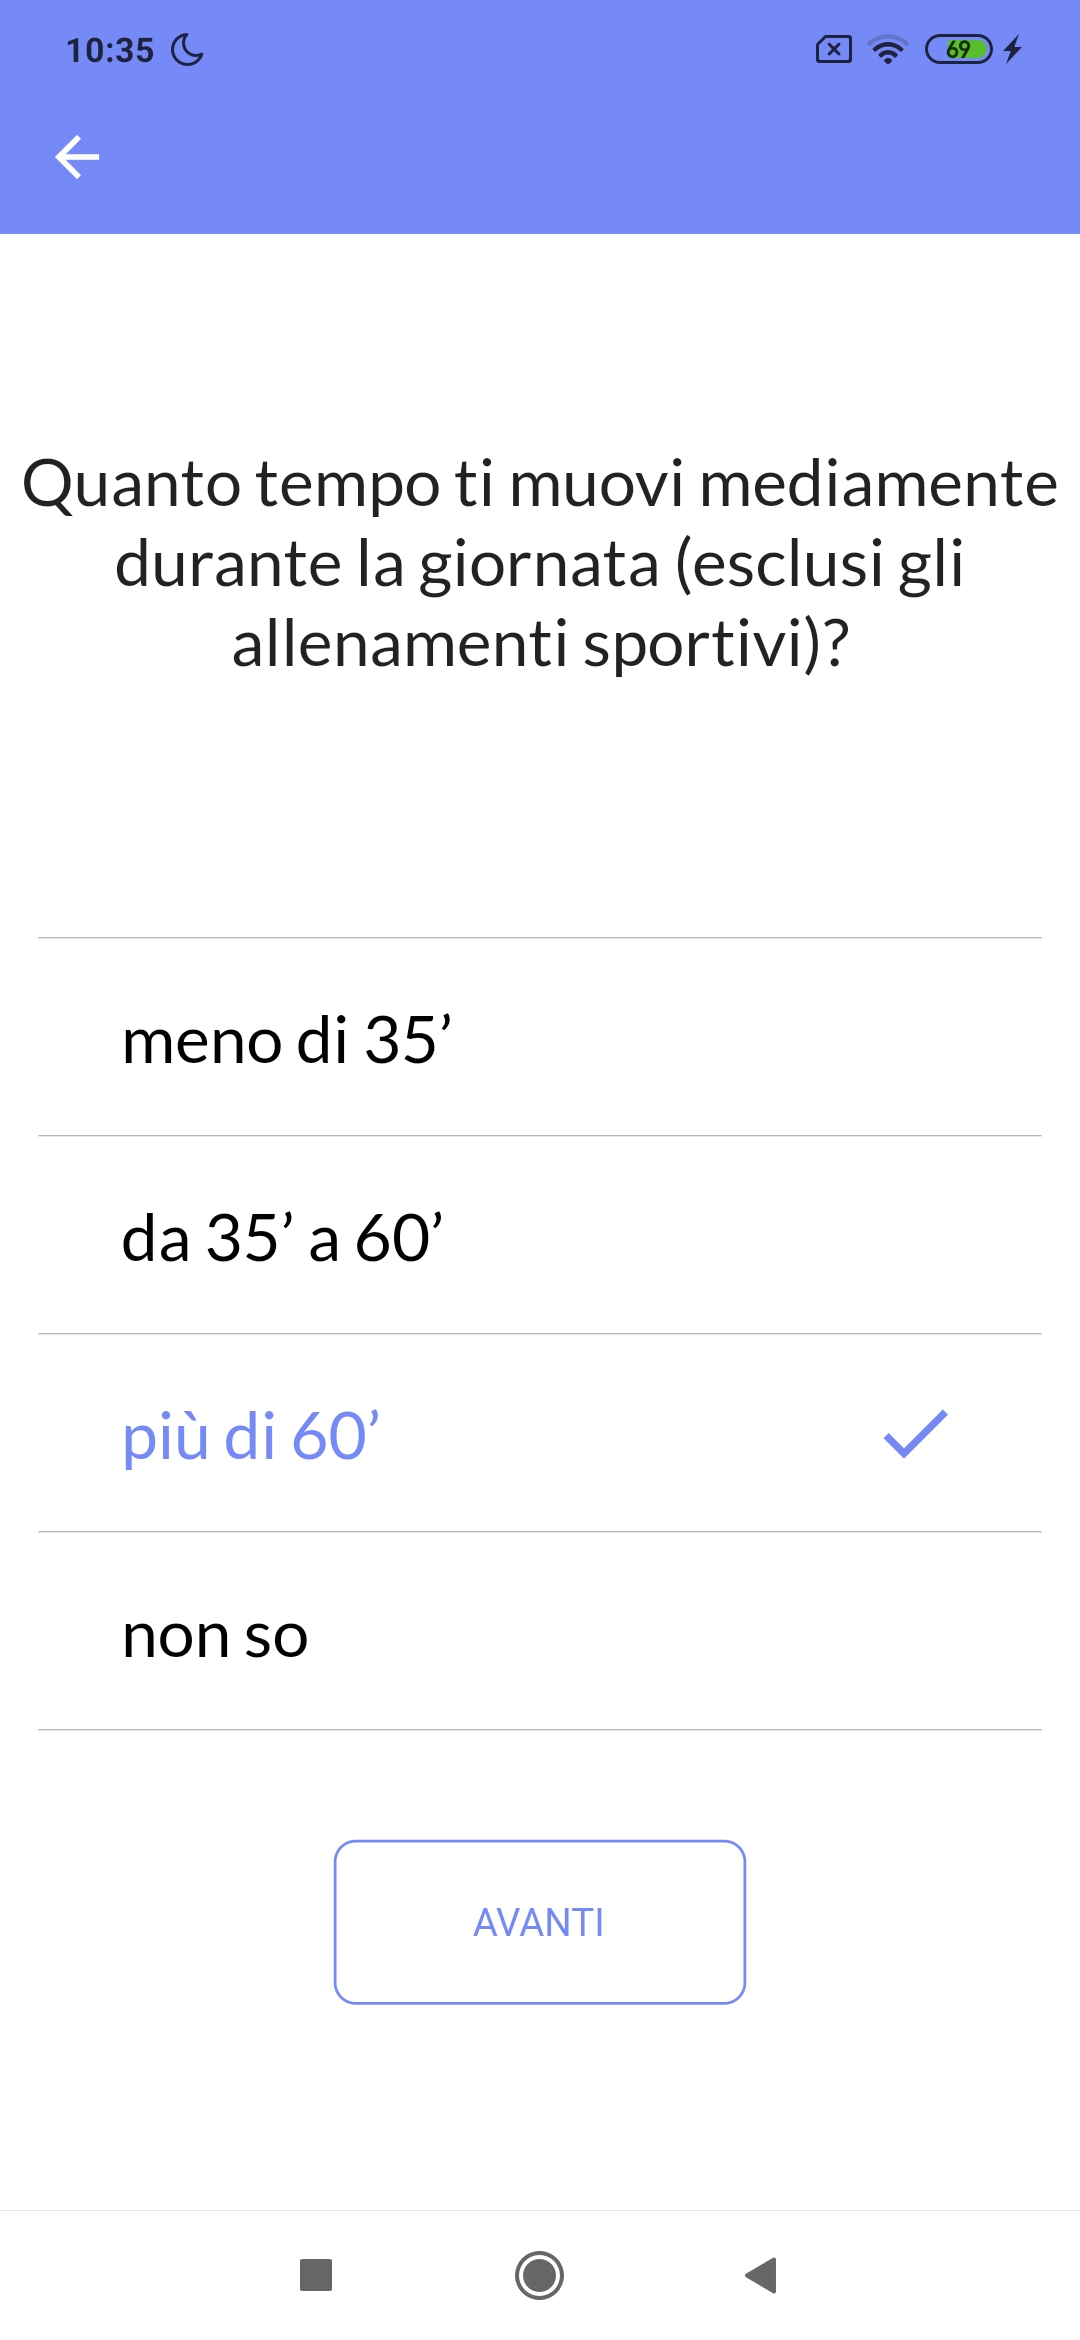 10:35
69
Quanto tempo ti muovi mediamente
durante la giornata (esclusi gli
allenamenti sportivi)?
meno di 35’
da 35’ a 60’
più di 60’
non so
AVANTI